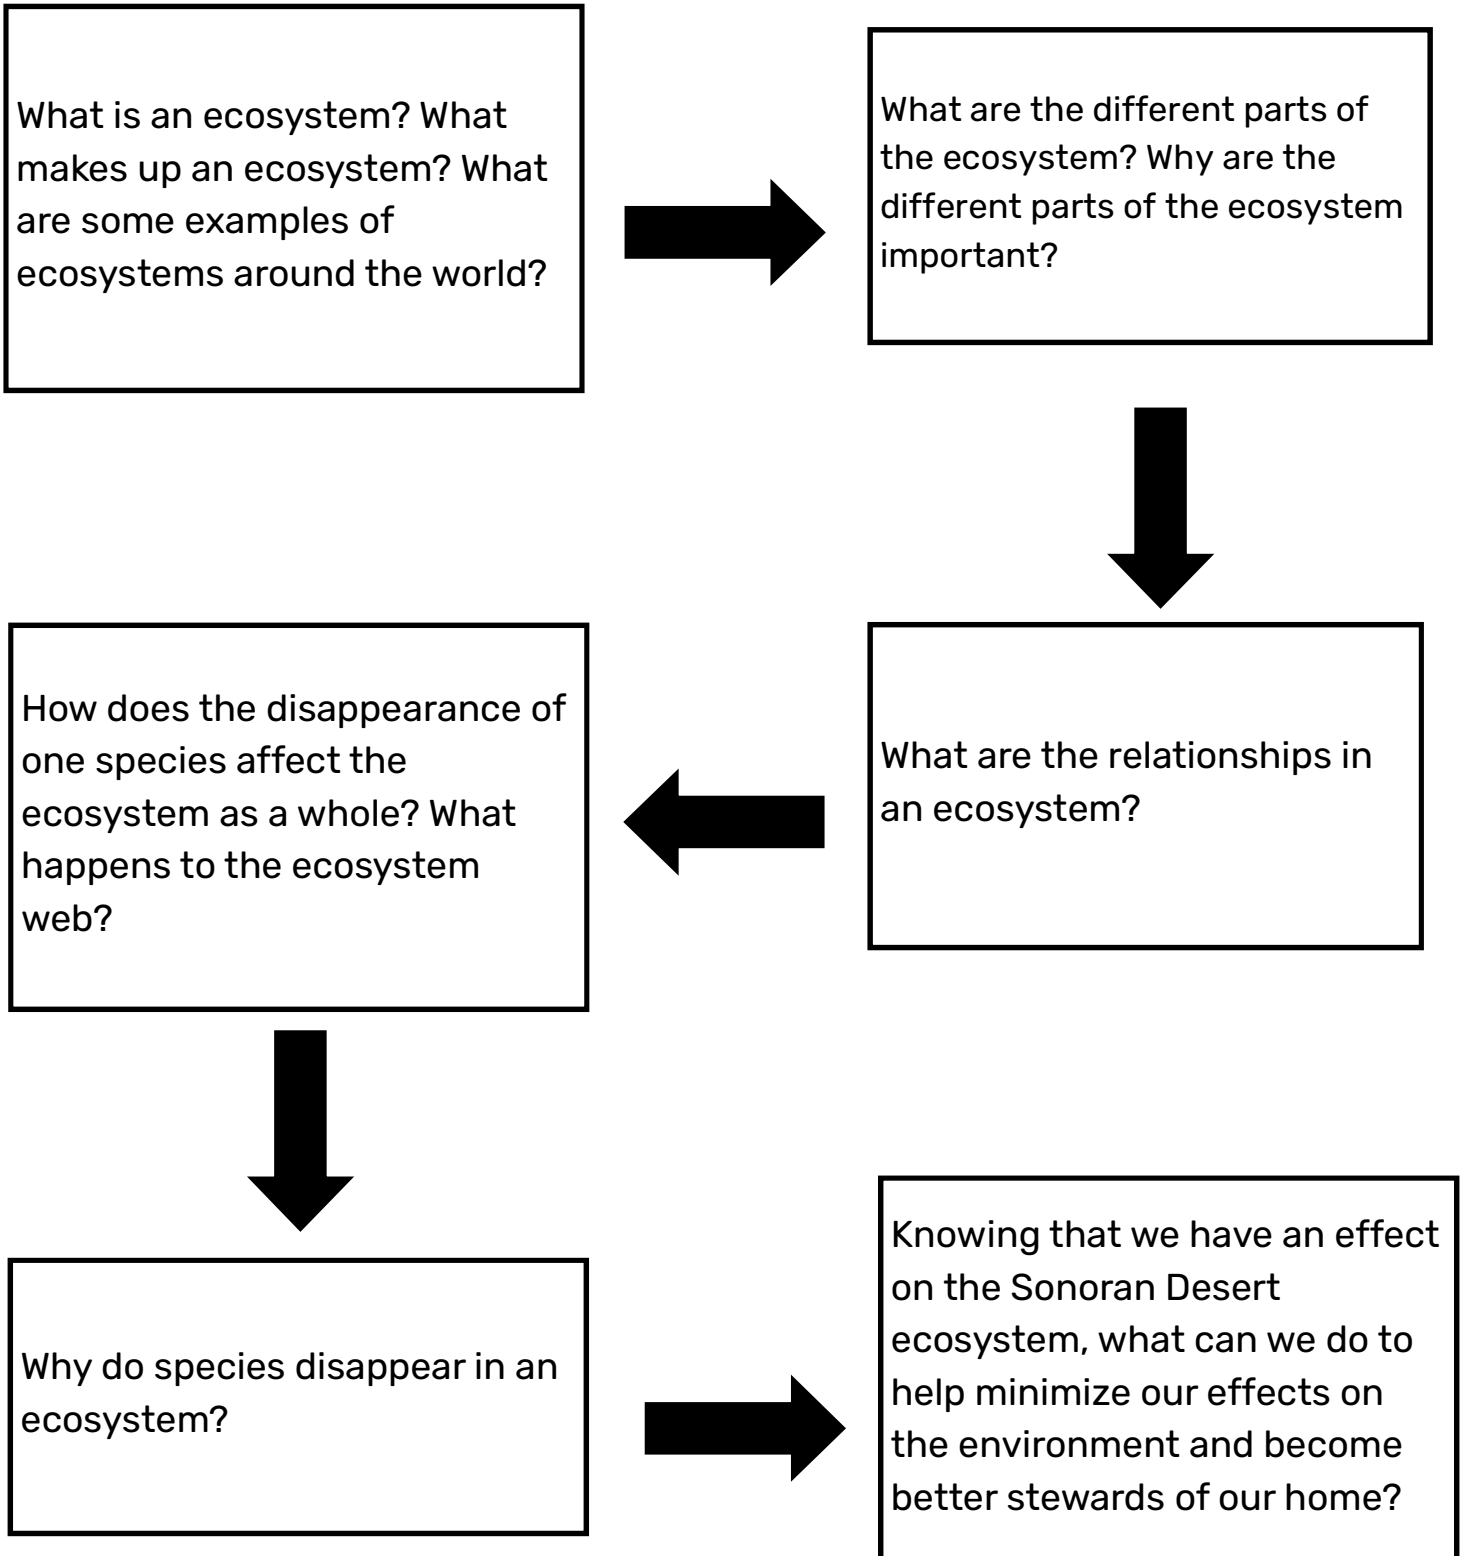 What is an ecosystem? What
makes up an ecosystem? What
are some examples of
ecosystems around the world?
What are the different parts of
the ecosystem? Why are the
different parts of the ecosystem
important?
What are the relationships in
an ecosystem?
How does the disappearance of
one species affect the
ecosystem as a whole? What
happens to the ecosystem
web?
Why do species disappear in an
ecosystem?
Knowing that we have an effect
on the Sonoran Desert
ecosystem, what can we do to
help minimize our effects on
the environment and become
better stewards of our home?